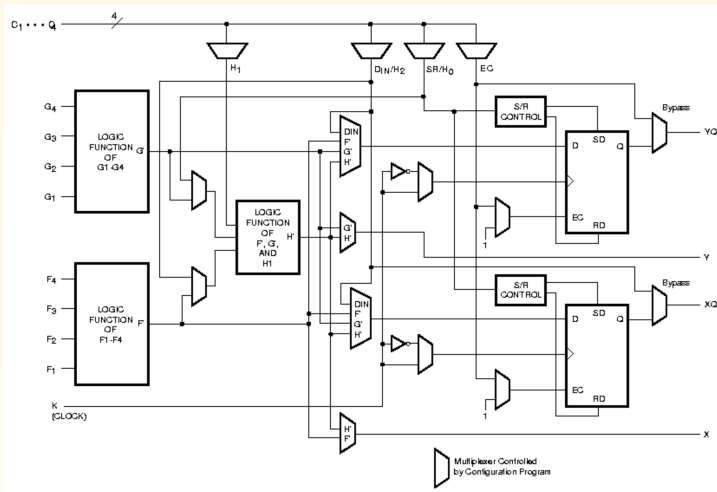 C1 ••• C4
4
H1
DIN/H2
SR/H0
EC
G4
G3
G2
G1
LOGIC
FUNCTION
OF
G1-G4
G'
S/R
CONTROL
Bypass
DIN
F'
G'
H'
D
SD
Q
YQ
EC
RD
1
LOGIC
FUNCTION
OF
F', G',
AND
H1
H'
G'
H'
Y
F4
F3
F2
F1
LOGIC
FUNCTION
OF
F1-F4
F'
S/R
CONTROL
Bypass
DIN
F'
G'
H'
D
SD
Q
XQ
EC
RD
1
K
(CLOCK)
H'
F'
X
Multiplexer Controlled
by Configuration Program